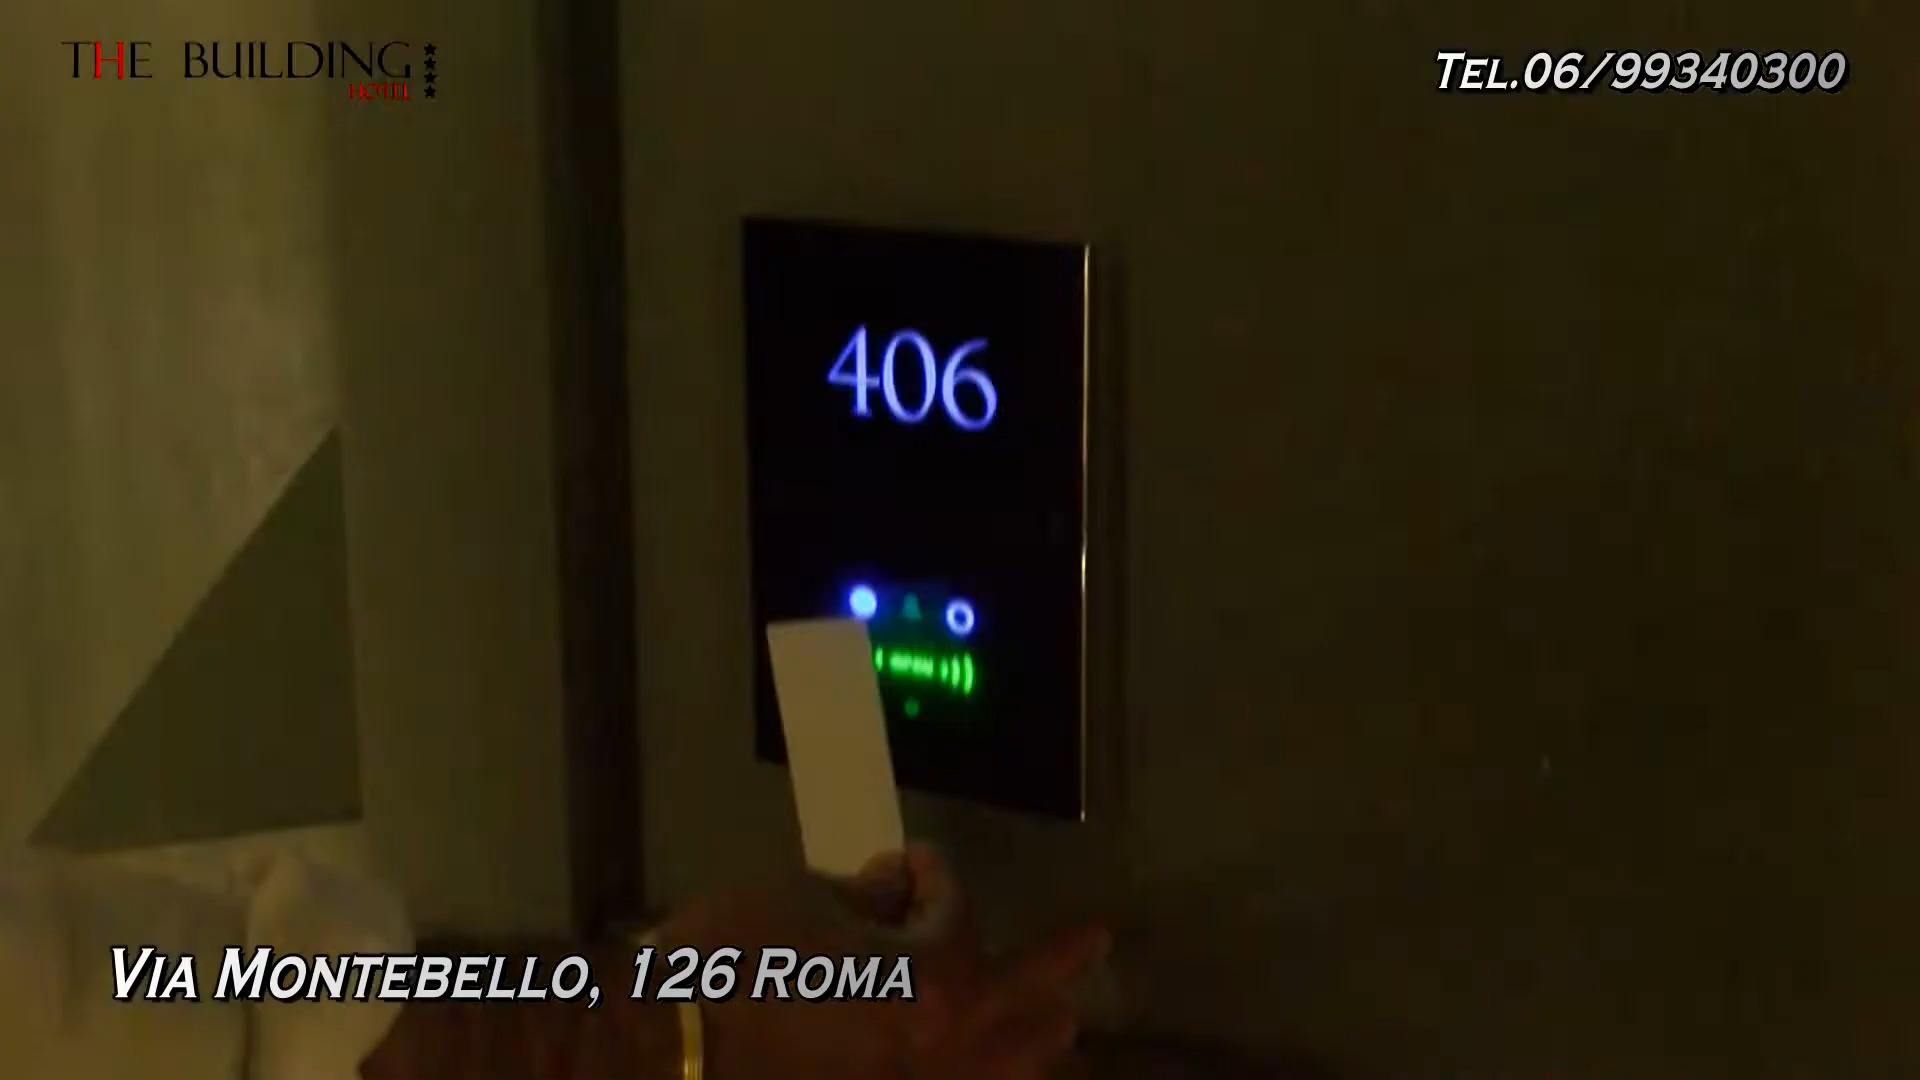 THE BUILDING
HOTEL
TEL.06/99340300
406
VIA MONTEBELLO, 126 ROMA